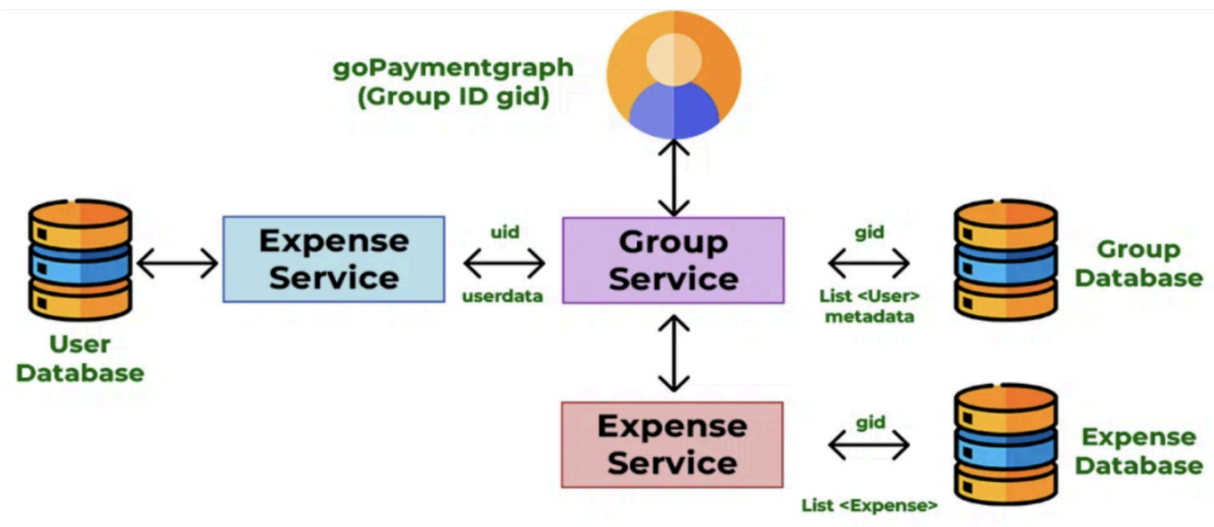 goPaymentgraph
(Group ID gid)
Expense
Service
uid
userdata
Group
Service
gid
List <User>
metadata
Group
Database
User
Database
Expense
Service
gid
List <Expense>
Expense
Database